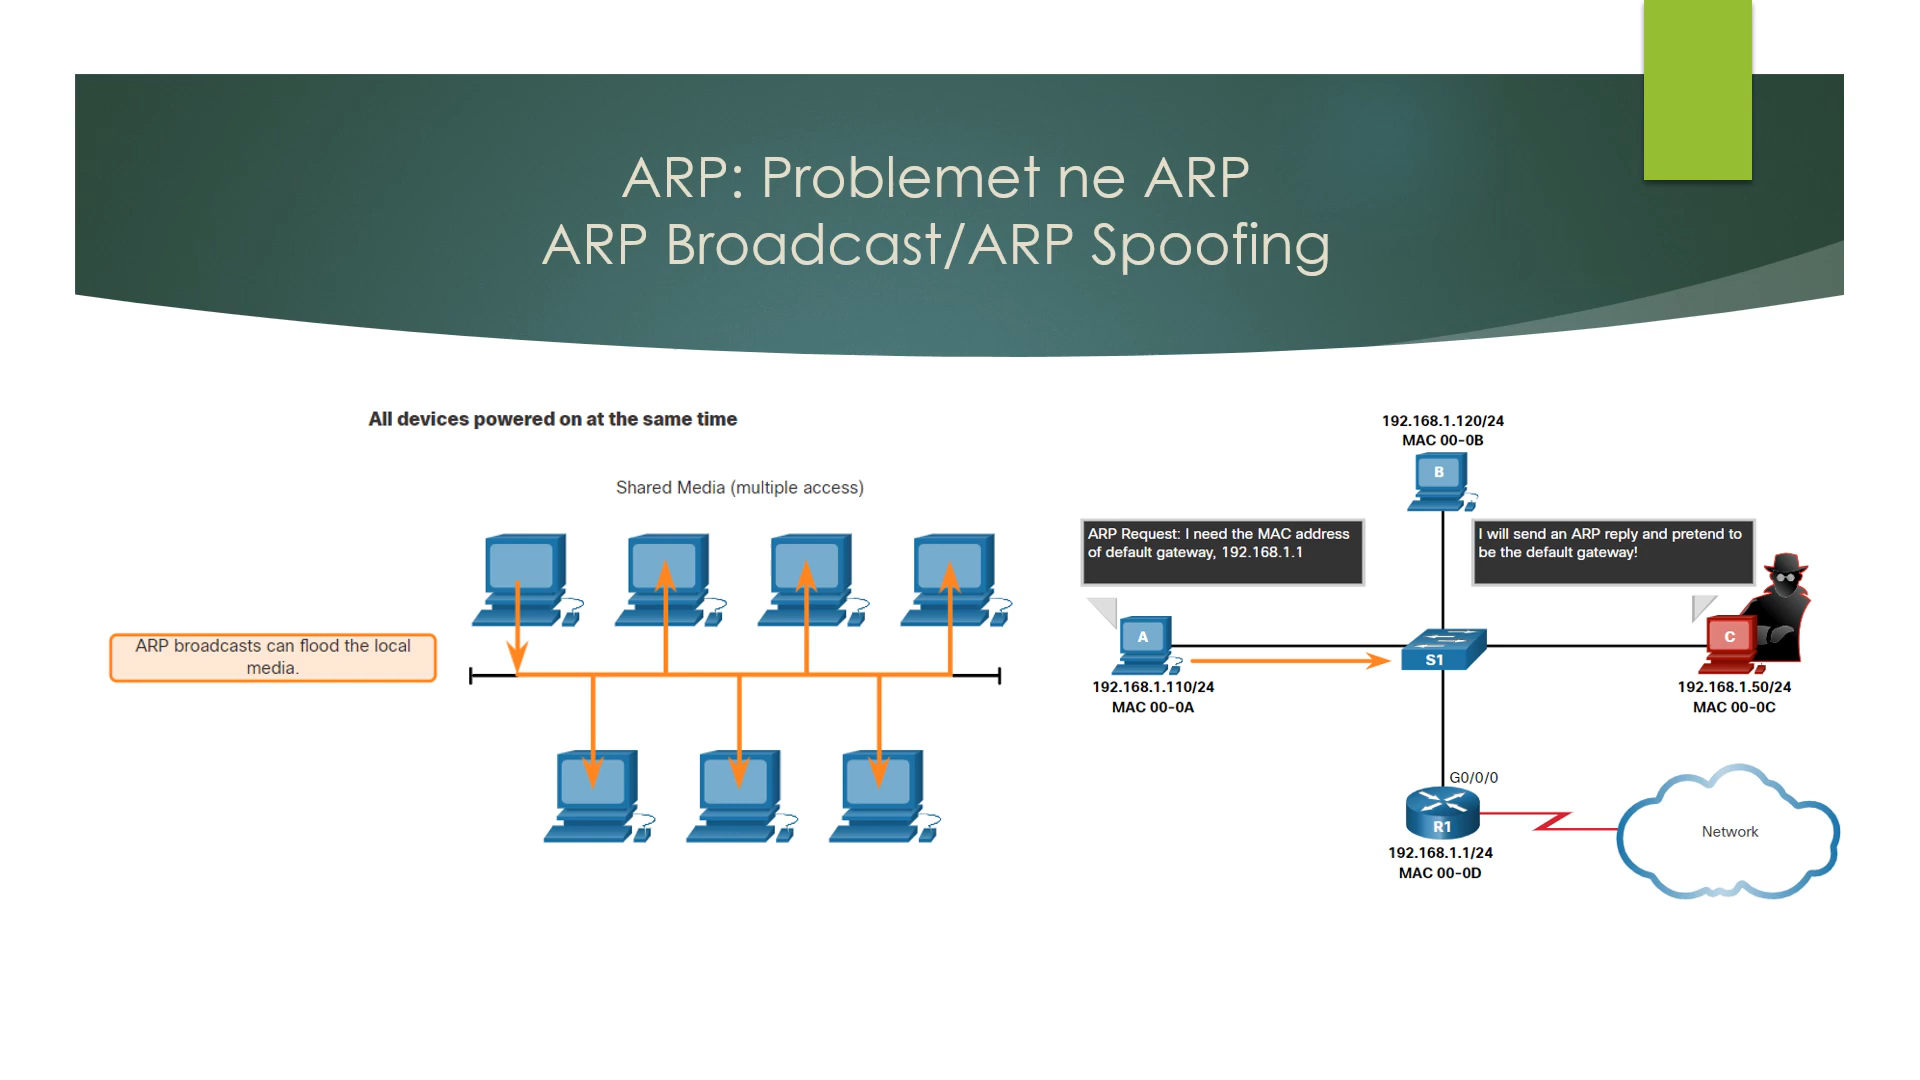 ARP: Problemet ne ARP
ARP Broadcast/ARP Spoofing
All devices powered on at the same time
Shared Media (multiple access)
ARP broadcasts can flood the local
media.
192.168.1.120/24
MAC 00-0B
B
ARP Request: I need the MAC address
of default gateway, 192.168.1.1
I will send an ARP reply and pretend to
be the default gateway!
A
192.168.1.110/24
MAC 00-0A
S1
C
192.168.1.50/24
MAC 00-0C
G0/0/0
R1
192.168.1.1/24
MAC 00-0D
Network